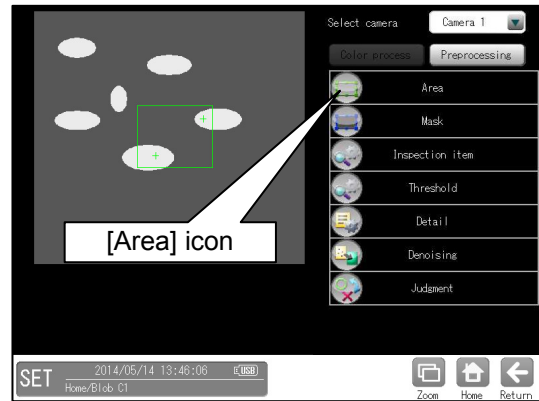 Select camera
Camera 1
Color process
Preprocessing
Area
Mask
Inspection item
Threshold
Detail
Denoising
Judgment
[Area] icon
SET
2014/05/14 13:46:06
USB
Home/Blob C1
Zoom
Home
Return